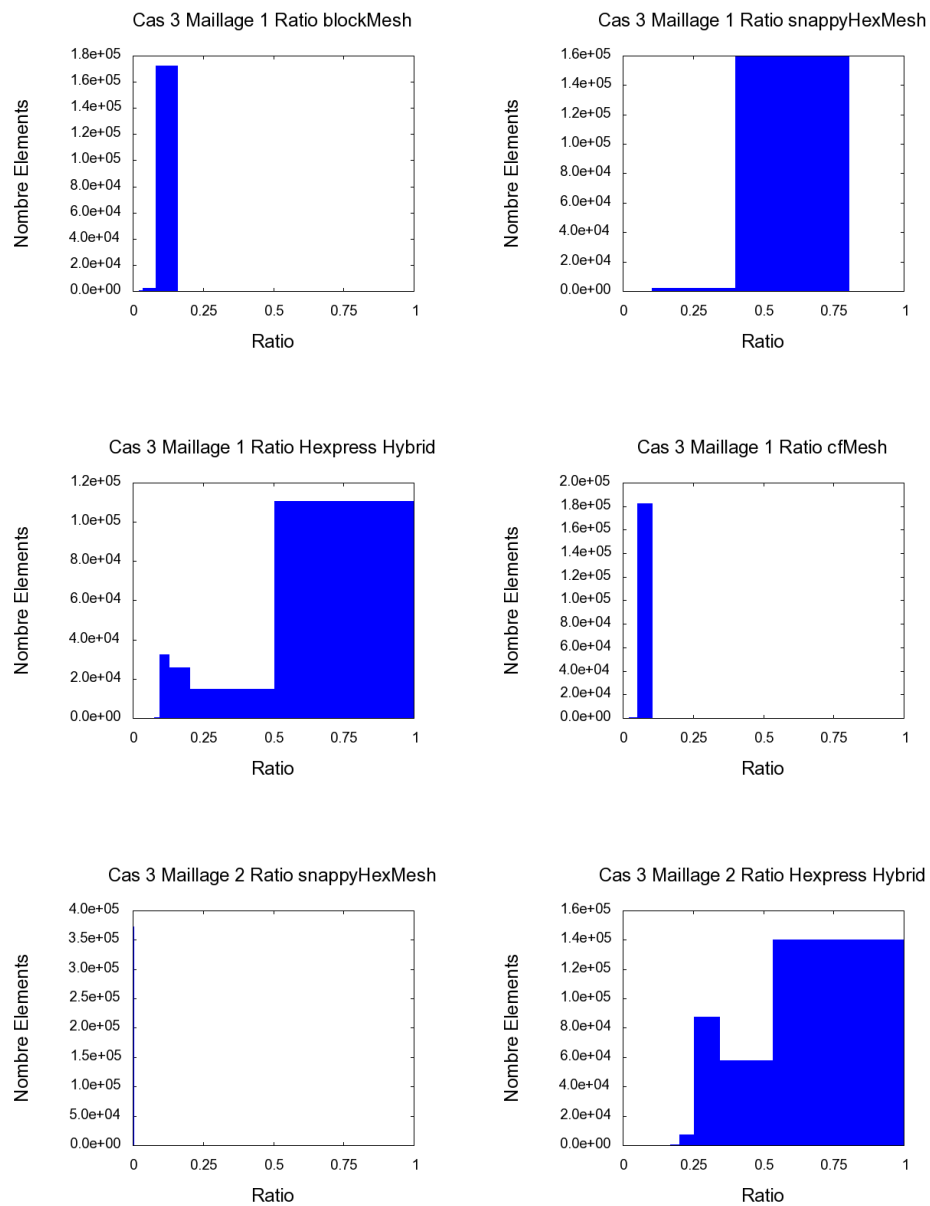 Cas 3 Maillage 1 Ratio blockMesh
Nombre Elements
1.8e+05
1.6e+05
1.4e+05
1.2e+05
1.0e+05
8.0e+04
6.0e+04
4.0e+04
2.0e+04
0.0e+00
0 0.25 0.5 0.75 1
Ratio
Cas 3 Maillage 1 Ratio snappyHexMesh
Nombre Elements
1.6e+05
1.4e+05
1.2e+05
1.0e+05
8.0e+04
6.0e+04
4.0e+04
2.0e+04
0.0e+00
0 0.25 0.5 0.75 1
Ratio
Cas 3 Maillage 1 Ratio Hexpress Hybrid
Nombre Elements
1.2e+05
1.0e+05
8.0e+04
6.0e+04
4.0e+04
2.0e+04
0.0e+00
0 0.25 0.5 0.75 1
Ratio
Cas 3 Maillage 1 Ratio cfMesh
Nombre Elements
2.0e+05
1.8e+05
1.6e+05
1.4e+05
1.2e+05
1.0e+05
8.0e+04
6.0e+04
4.0e+04
2.0e+04
0.0e+00
0 0.25 0.5 0.75 1
Ratio
Cas 3 Maillage 2 Ratio snappyHexMesh
Nombre Elements
4.0e+05
3.5e+05
3.0e+05
2.5e+05
2.0e+05
1.5e+05
1.0e+05
5.0e+04
0.0e+00
0 0.25 0.5 0.75 1
Ratio
Cas 3 Maillage 2 Ratio Hexpress Hybrid
Nombre Elements
1.6e+05
1.4e+05
1.2e+05
1.0e+05
8.0e+04
6.0e+04
4.0e+04
2.0e+04
0.0e+00
0 0.25 0.5 0.75 1
Ratio